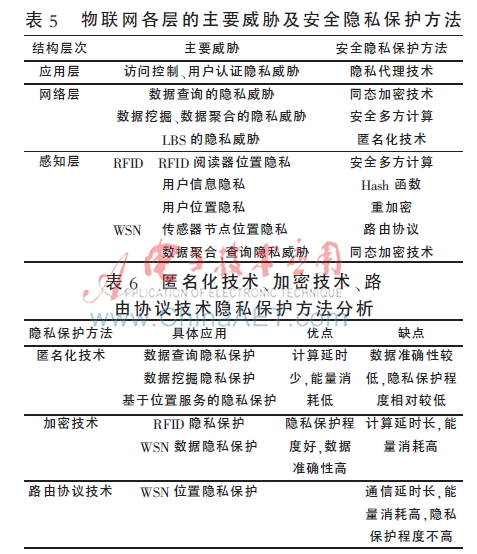 表 5 物联网各层的主要威胁及安全隐私保护方法
结构层次 主要威胁 安全隐私保护方法
应用层 访问控制、用户认证隐私威胁 隐私代理技术
网络层 数据查询的隐私威胁 同态加密技术
数据挖掘、数据聚合的隐私威胁 安全多方计算
LBS 的隐私威胁 匿名化技术
感知层 RFID RFID 阅读器位置隐私 安全多方计算
用户信息隐私 Hash 函数
用户位置隐私 重加密
WSN 传感器节点位置隐私 路由协议
数据聚合、查询隐私威胁 同态加密技术
电子技术应用
APPLICATION OF ELECTRONIC TECHNIQUE
www.ChinaAET.com
表 6 匿名化技术、加密技术、路
由协议技术隐私保护方法分析
隐私保护方法 具体应用 优点 缺点
匿名化技术 数据查询隐私保护 计算延时 数据准确性较
数据挖掘隐私保护 少,能量消 低,隐私保护程
基于位置服务的隐私保护 耗低 度相对较低
加密技术 RFID 隐私保护 隐私保护程 计算延时长,能
WSN 数据隐私保护 度好,数据 量消耗高
准确性高
路由协议技术 WSN 位置隐私保护 通信延时长,能
量消耗高,隐私
保护程度不高